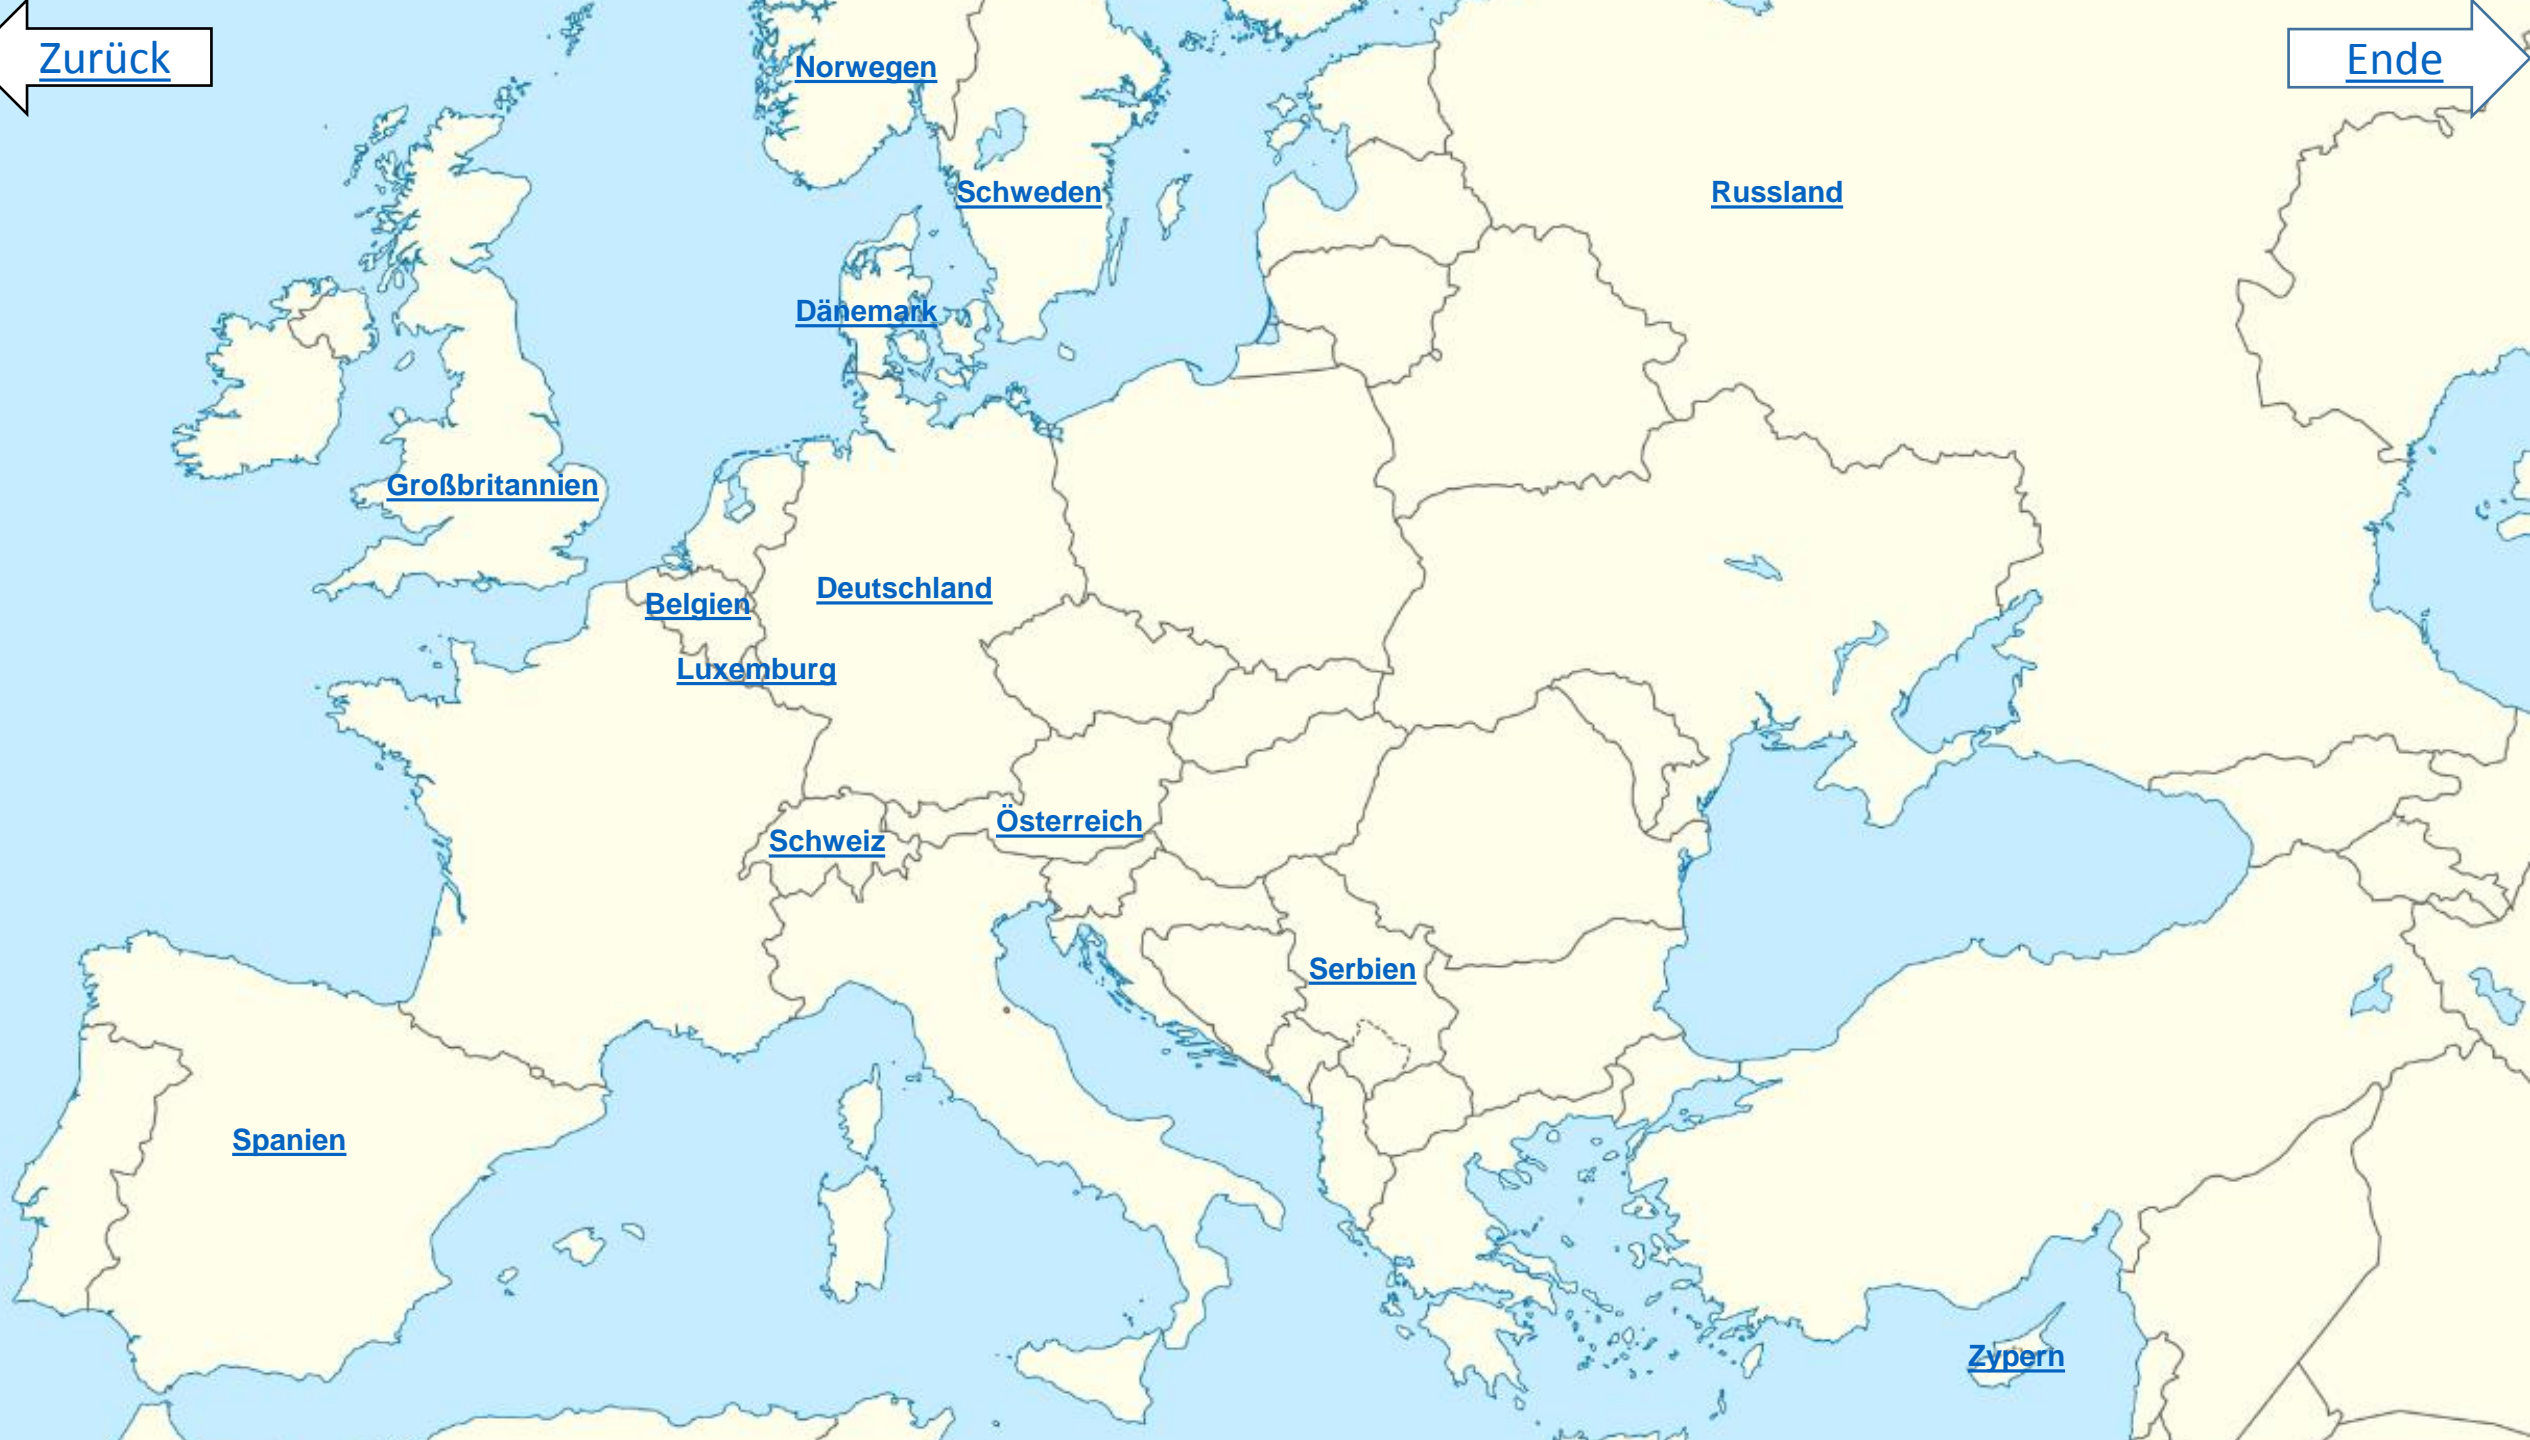 Zurück
Ende
Norwegen
Schweden
Russland
Dänemark
Großbritannien
Deutschland
Belgien
Luxemburg
Österreich
Schweiz
Serbien
Spanien
Zypern